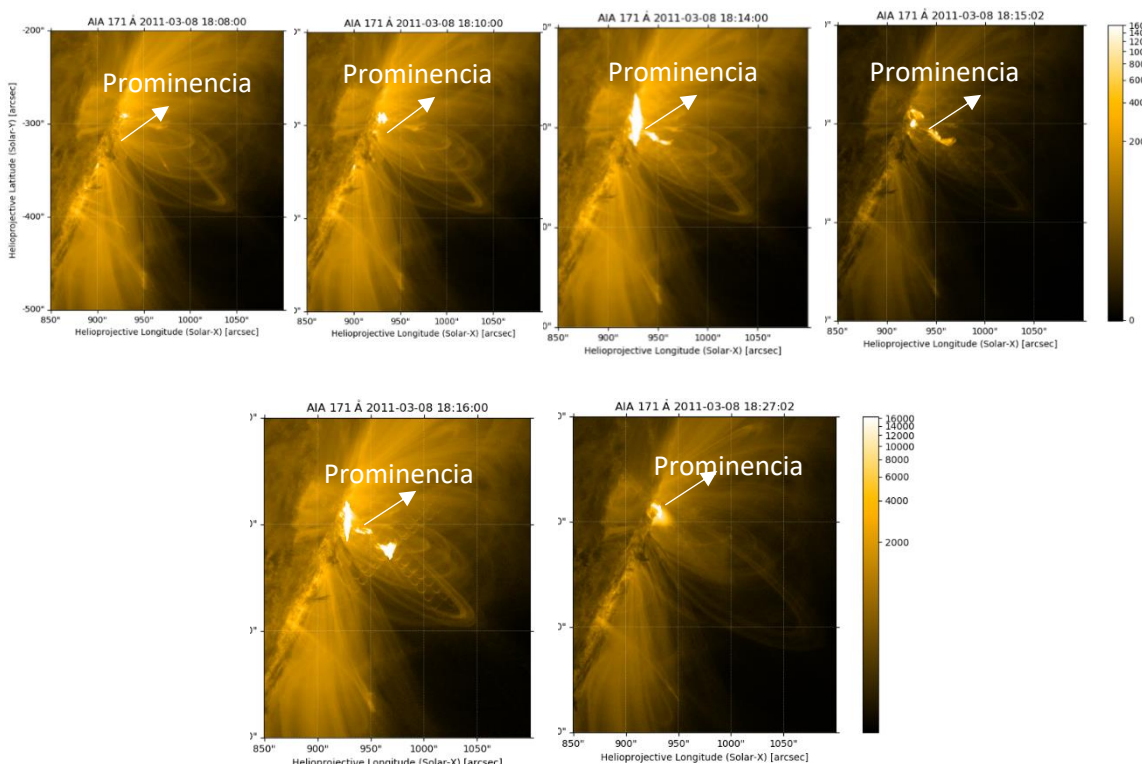 AIA 171 Å 2011-03-08 18:08:00
-200"
-300"
-400"
-500"
Helioprojective Latitude (Solar-Y) [arcsec]
Prominencia
850"
900"
950"
1000"
1050"
Helioprojective Longitude (Solar-X) [arcsec]
AIA 171 Å 2011-03-08 18:10:00
Prominencia
850"
900"
950"
1000"
1050"
Helioprojective Longitude (Solar-X) [arcsec]
AIA 171 Å 2011-03-08 18:14:00
Prominencia
850"
900"
950"
1000"
1050"
Helioprojective Longitude (Solar-X) [arcsec]
AIA 171 Å 2011-03-08 18:15:02
Prominencia
850"
900"
950"
1000"
1050"
Helioprojective Longitude (Solar-X) [arcsec]
0
AIA 171 Å 2011-03-08 18:16:00
Prominencia
850"
900"
950"
1000"
1050"
Helioprojective Longitude (Solar-X) [arcsec]
AIA 171 Å 2011-03-08 18:27:02
Prominencia
850"
900"
950"
1000"
1050"
Helioprojective Longitude (Solar-X) [arcsec]
16000
14000
12000
10000
8000
6000
4000
2000